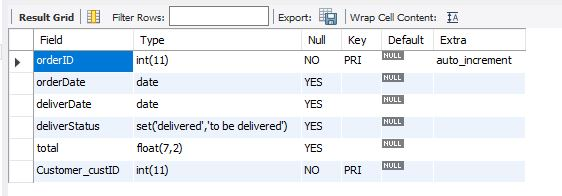 Result Grid Filter Rows: Export: Wrap Cell Content: IA
Field Type Null Key Default Extra
orderID int(11) NO PRI NULL auto_increment
orderDate date YES NULL
deliverDate date YES NULL
deliverStatus set('delivered','to be delivered') YES NULL
total float(7,2) YES NULL
Customer_custID int(11) NO PRI NULL